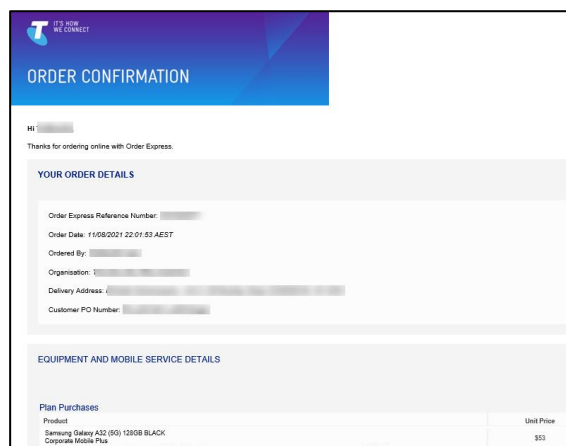 IT'S HOW
WE CONNECT
ORDER CONFIRMATION
Hi
Thanks for ordering online with Order Express.
YOUR ORDER DETAILS
Order Express Reference Number:
Order Date: 11/08/2021 22:01:53 AEST
Ordered By:
Organisation:
Delivery Address:
Customer PO Number:
EQUIPMENT AND MOBILE SERVICE DETAILS
Plan Purchases
Product Unit Price
Samsung Galaxy A32 (5G) 128GB BLACK
Corporate Mobile Plus $53